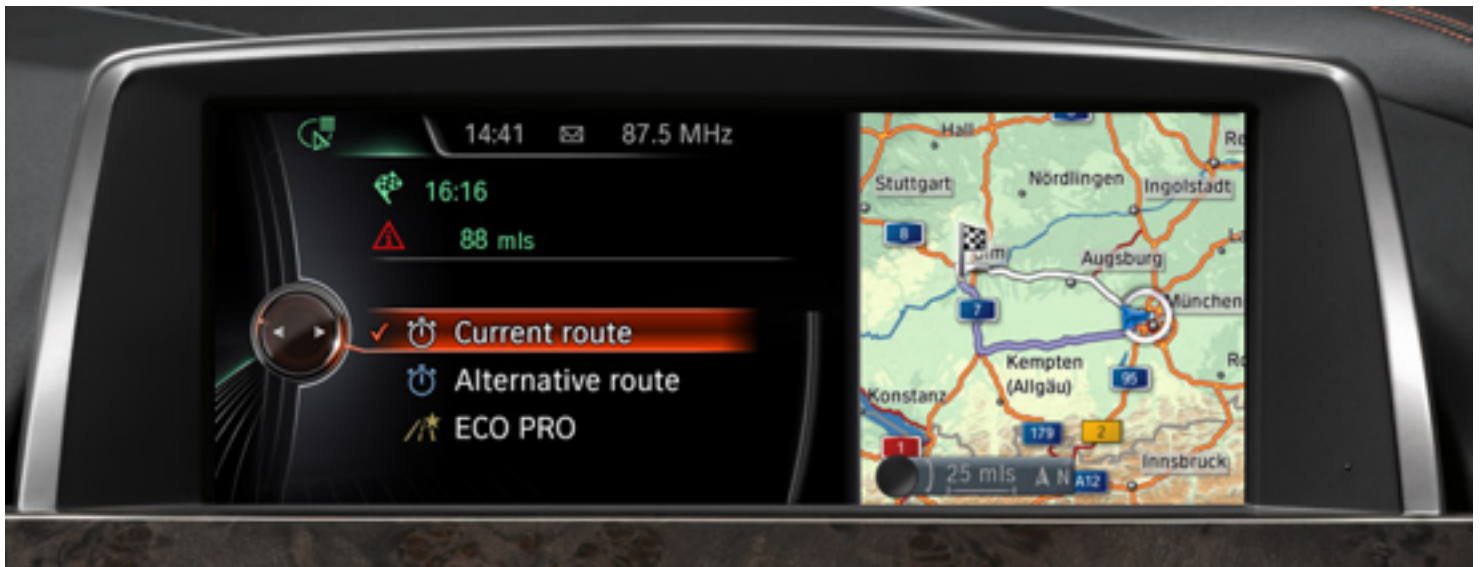 14:41 87.5 MHz
16:16
88 mls
✓ Current route
Alternative route
ECO PRO
Hall
Stuttgart
Nördlingen
Ingolstadt
8
Augsburg
München
7
Kempten
(Allgäu)
95
Konstanz
179
2
1
Innsbruck
25 mls
N
A12